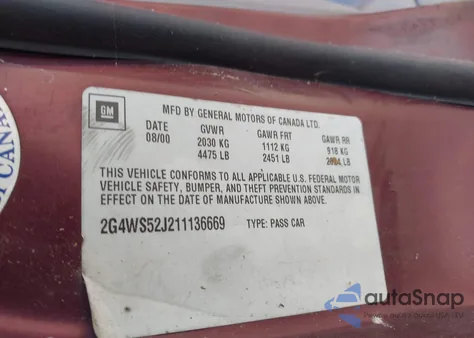 GM
MFD BY GENERAL MOTORS OF CANADA LTD.
DATE GVWR GAWR FRT GAWR RR
08/00 2030 KG 1112 KG 918 KG
4475 LB 2451 LB LB
THIS VEHICLE CONFORMS TO ALL APPLICABLE U.S. FEDERAL MOTOR
VEHICLE SAFETY, BUMPER, AND THEFT PREVENTION STANDARDS IN
EFFECT ON THE DATE OF MANUFACTURE SHOWN ABOVE.
2G4WS52J211136669 TYPE: PASS CAR
CANA
autoSnap